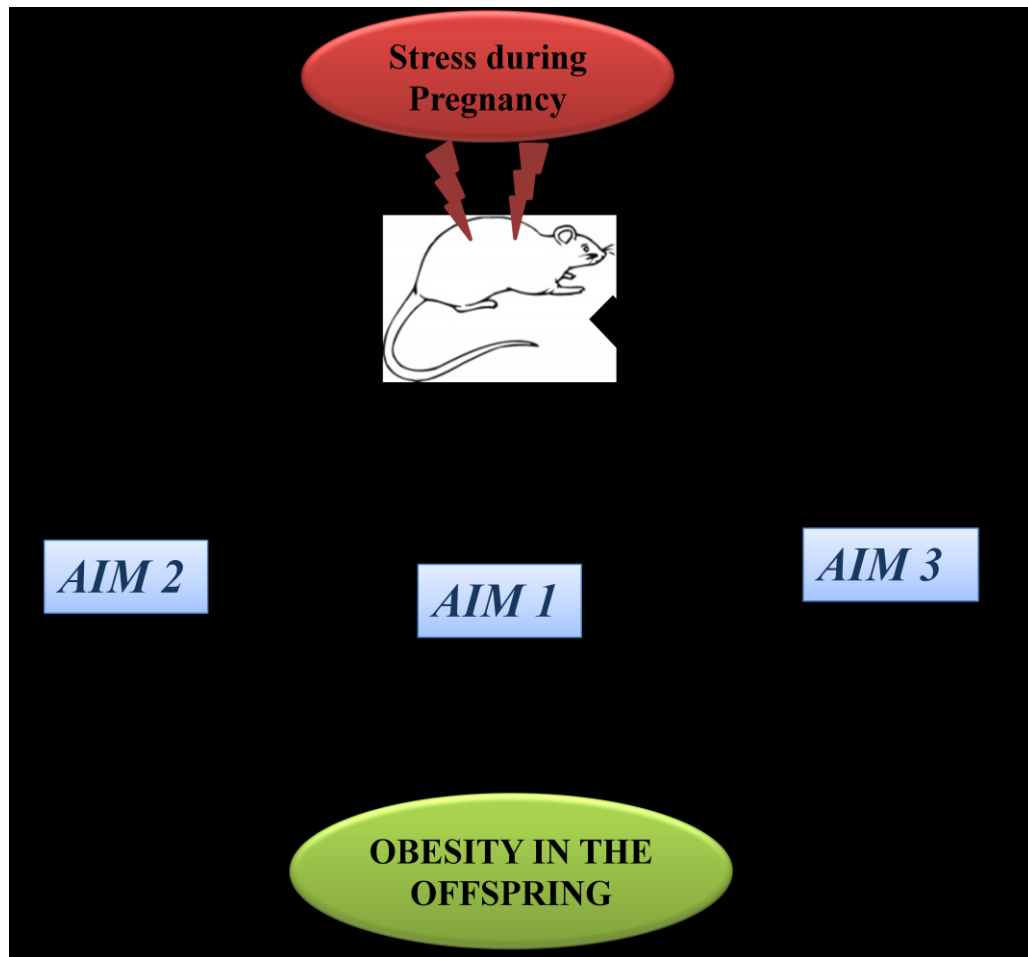 Stress during
Pregnancy
AIM 2
AIM 1
AIM 3
OBESITY IN THE
OFFSPRING